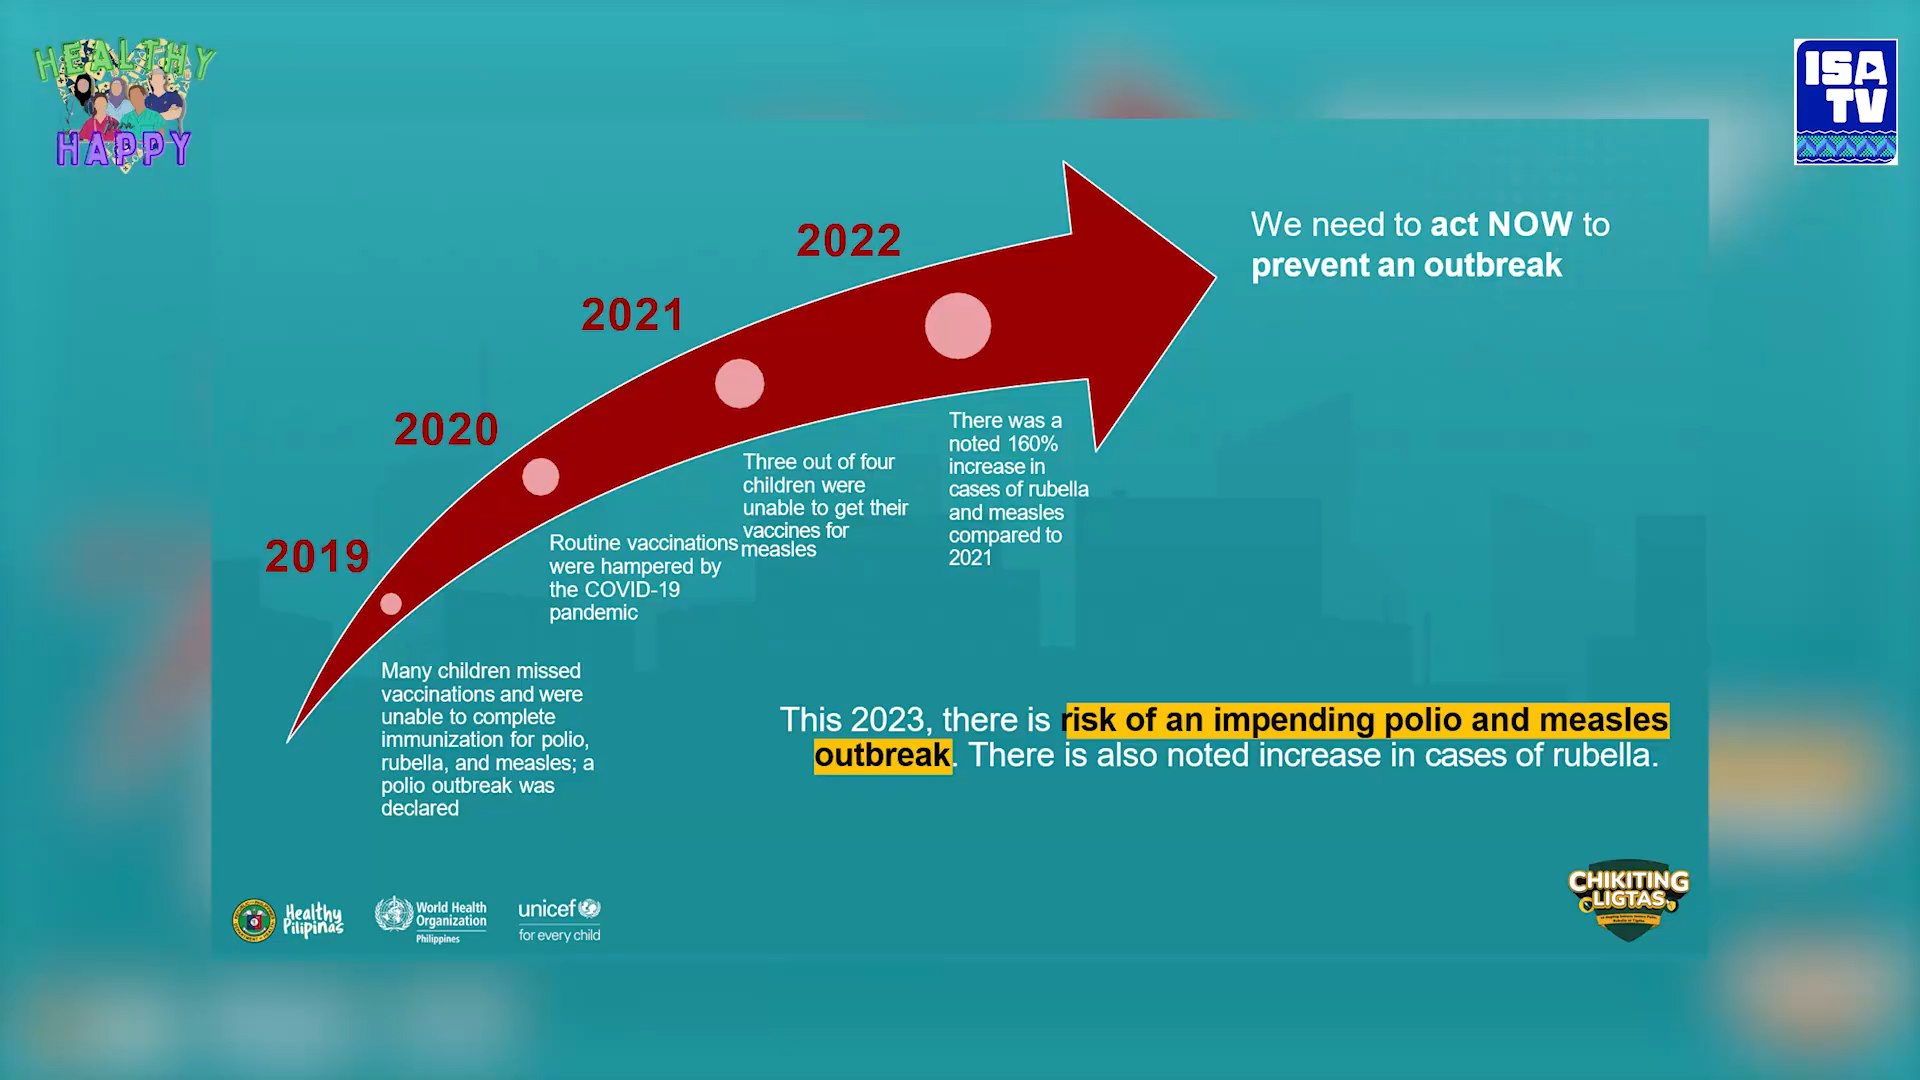 HEALTHY
HAPPY
ISA
TV
2022
We need to act NOW to
prevent an outbreak
2021
2020
2019
There was a
noted 160%
increase in
cases of rubella
and measles
compared to
2021
Three out of four
children were
unable to get their
vaccines for
measles
Routine vaccinations
were hampered by
the COVID-19
pandemic
Many children missed
vaccinations and were
unable to complete
immunization for polio,
rubella, and measles; a
polio outbreak was
declared
This 2023, there is risk of an impending polio and measles
outbreak. There is also noted increase in cases of rubella.
Healthy
Pilipinas
World Health
Organization
Philippines
unicef
for every child
CHIKITING
LIGTAS